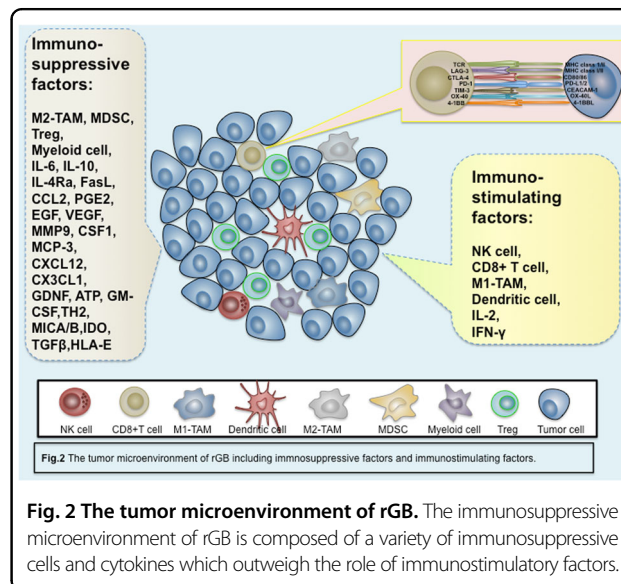 Immuno-
suppressive
factors:
M2-TAM, MDSC,
Treg,
Myeloid cell,
IL-6, IL-10,
IL-4Ra, FasL,
CCL2, PGE2,
EGF, VEGF,
MMP9, CSF1,
MCP-3,
CXCL12,
CX3CL1,
GDNF, ATP, GM-
CSF,TH2,
MICA/B,IDO,
TGFβ,HLA-E
TCR MHC class I/II
LAG-3 MHC class I/II
CTLA-4 CD80/86
PD-1 PD-L1/2
TIM-3 CEACAM-1
OX-40 OX-40L
4-1BB 4-1BBL
Immuno-
stimulating
factors:
NK cell,
CD8+ T cell,
M1-TAM,
Dendritic cell,
IL-2,
IFN-γ
NK cell CD8+T cell M1-TAM Dendritic cell M2-TAM MDSC Myeloid cell Treg Tumor cell
Fig.2 The tumor microenvironment of rGB including immnosuppressive factors and immunostimulating factors.
Fig. 2 The tumor microenvironment of rGB. The immunosuppressive
microenvironment of rGB is composed of a variety of immunosuppressive
cells and cytokines which outweigh the role of immunostimulatory factors.